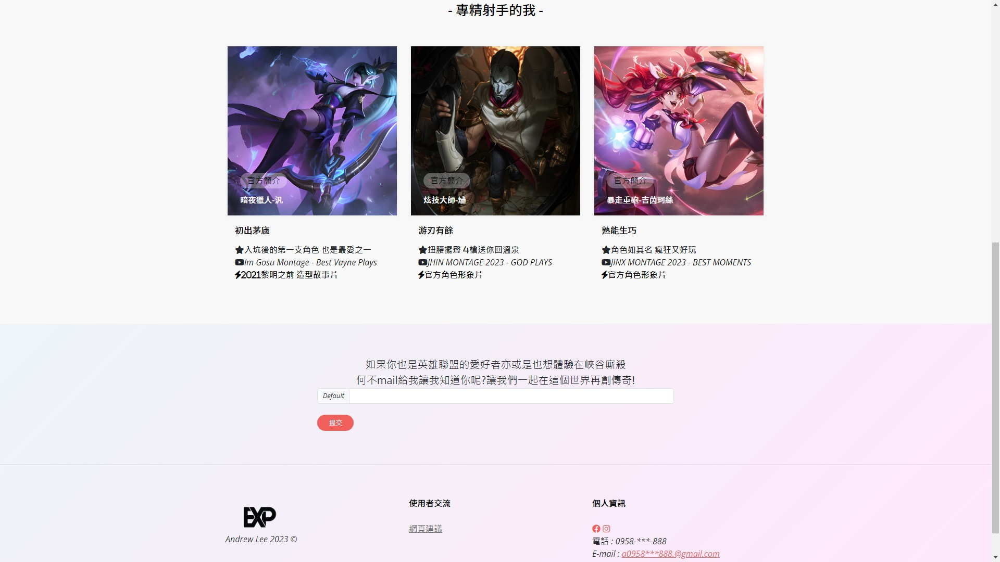 - 專精射手的我 -
官方簡介
暗夜獵人-汎
官方簡介
炫技大師-燼
官方簡介
暴走重砲-吉茵珂絲
初出茅廬
入坑後的第一支角色 也是最愛之一
Im Gosu Montage - Best Vayne Plays
2021黎明之前 造型故事片
游刃有餘
扭腰擺臀 4槍送你回溫泉
JHIN MONTAGE 2023 - GOD PLAYS
官方角色形象片
熟能生巧
角色如其名 瘋狂又好玩
JINX MONTAGE 2023 - BEST MOMENTS
官方角色形象片
如果你也是英雄聯盟的愛好者亦或是也想體驗在峽谷廝殺
何不mail給我讓我知道你呢?讓我們一起在這個世界再創傳奇!
Default
提交
EXP
Andrew Lee 2023 ©
使用者交流
網頁建議
個人資訊
電話 : 0958-***-888
E-mail : a0958***888.@gmail.com